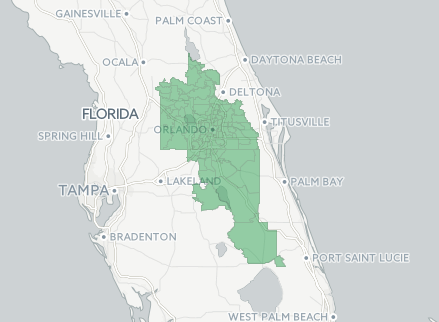 GAINESVILLE
PALM COAST
OCALA
DAYTONA BEACH
DELTONA
FLORIDA
TITUSVILLE
ORLANDO
SPRING HILL
LAKELAND
PALM BAY
TAMPA
BRADENTON
PORT SAINT LUCIE
WEST PALM BEACH